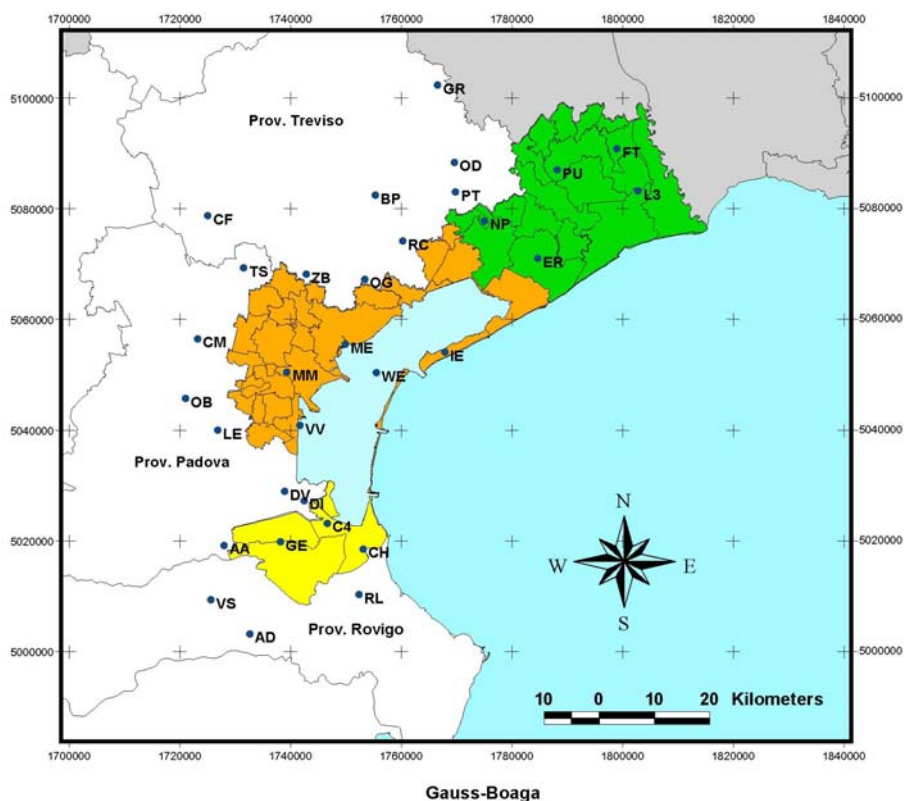 1700000 1720000 1740000 1760000 1780000 1800000 1820000 1840000
GR
5100000 5100000
Prov. Treviso
FT
OD
PU
PT
L3
BP
5080000 5080000
CF
NP
RC
ER
TS
ZB
OG
5060000 5060000
CM
ME
IE
MM
WE
OB
VV
5040000 5040000
LE
Prov. Padova
DV
DI
N
C4
5020000 5020000
AA
GE
CH
W E
RL
VS
S
Prov. Rovigo
AD
5000000 5000000
10 0 10 20 Kilometers
1700000 1720000 1740000 1760000 1780000 1800000 1820000 1840000
Gauss-Boaga